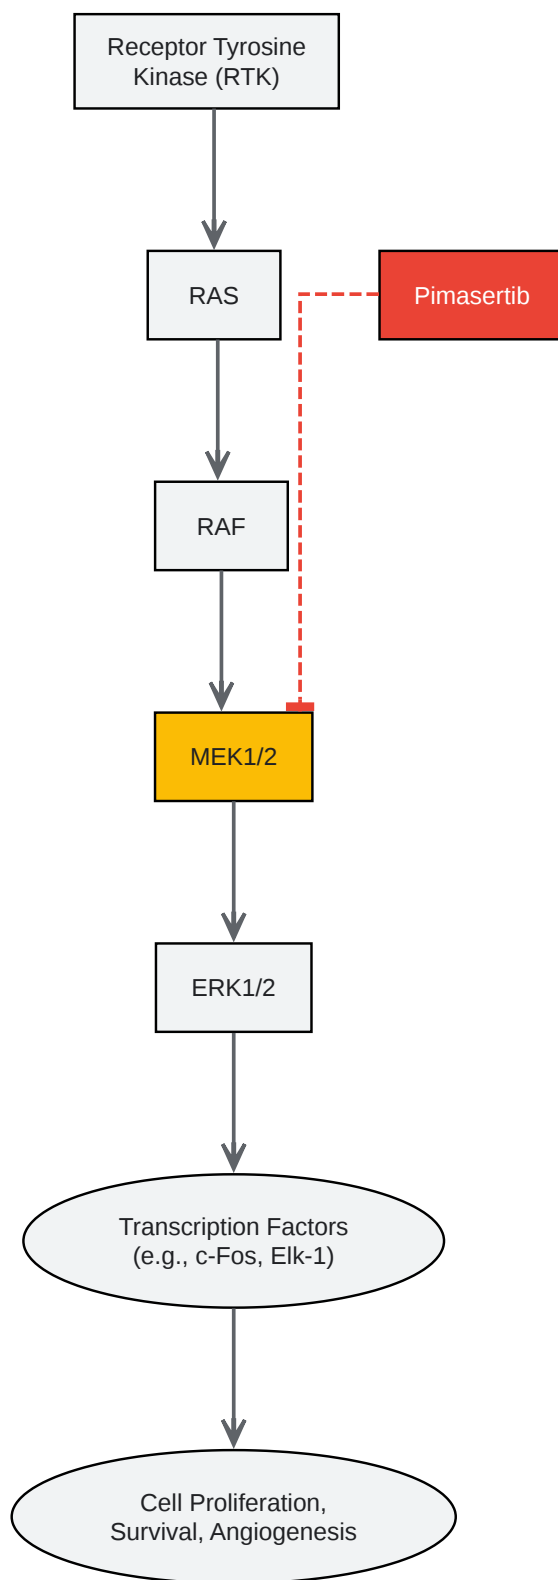 Receptor Tyrosine
Kinase (RTK)
RAS
Pimasertib
RAF
MEK1/2
ERK1/2
Transcription Factors
(e.g., c-Fos, Elk-1)
Cell Proliferation,
Survival, Angiogenesis